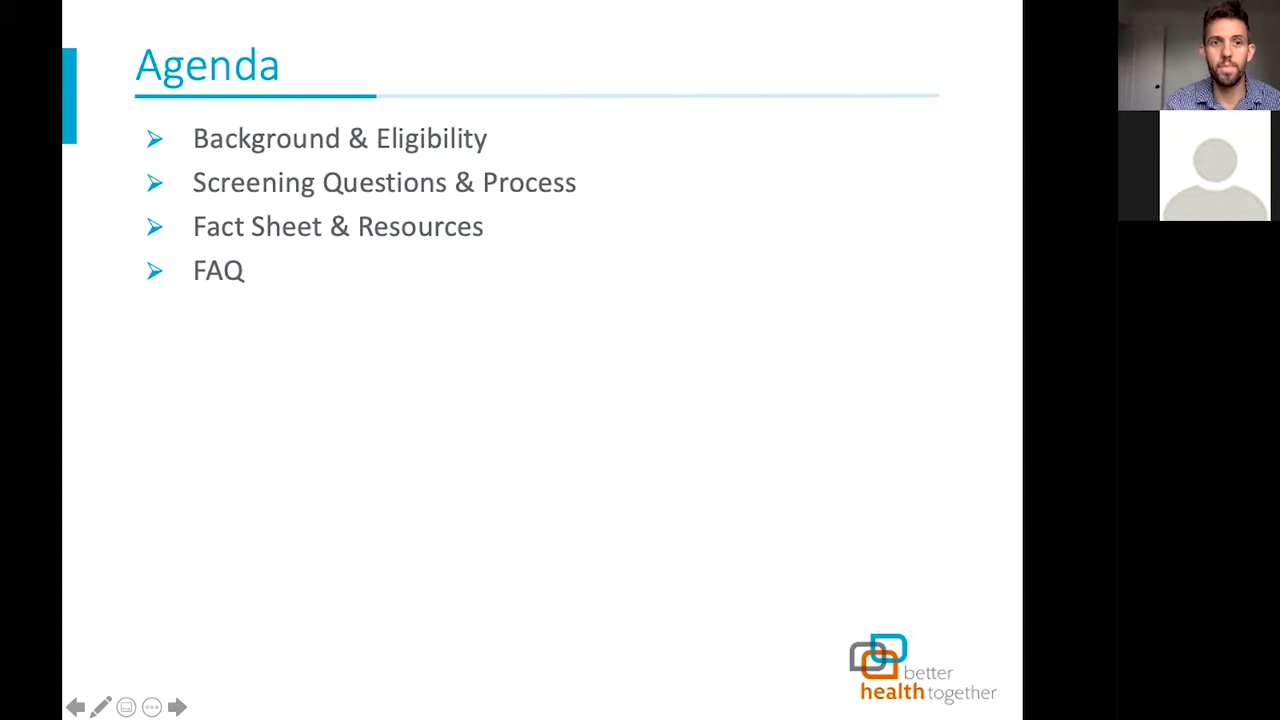 Agenda
Background & Eligibility
Screening Questions & Process
Fact Sheet & Resources
FAQ
better
health together